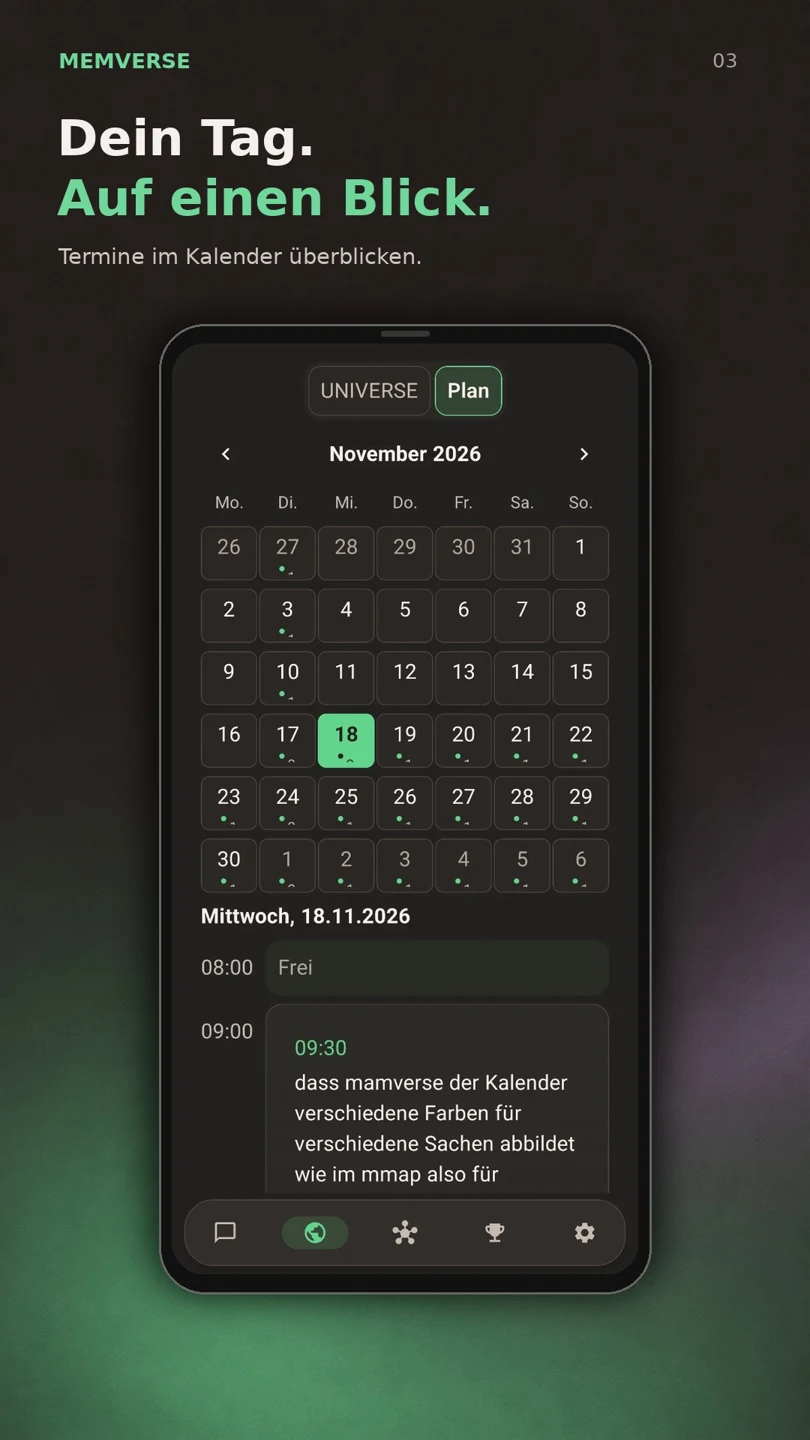 MEMVERSE
03
Dein Tag.
Auf einen Blick.
Termine im Kalender überblicken.
UNIVERSE Plan
November 2026
Mo. Di. Mi. Do. Fr. Sa. So.
26 27 28 29 30 31 1
2 3 4 5 6 7 8
9 10 11 12 13 14 15
16 17 18 19 20 21 22
23 24 25 26 27 28 29
30 1 2 3 4 5 6
Mittwoch, 18.11.2026
08:00 Frei
09:00
09:30
dass mamverse der Kalender
verschiedene Farben für
verschiedene Sachen abbildet
wie im mmap also für